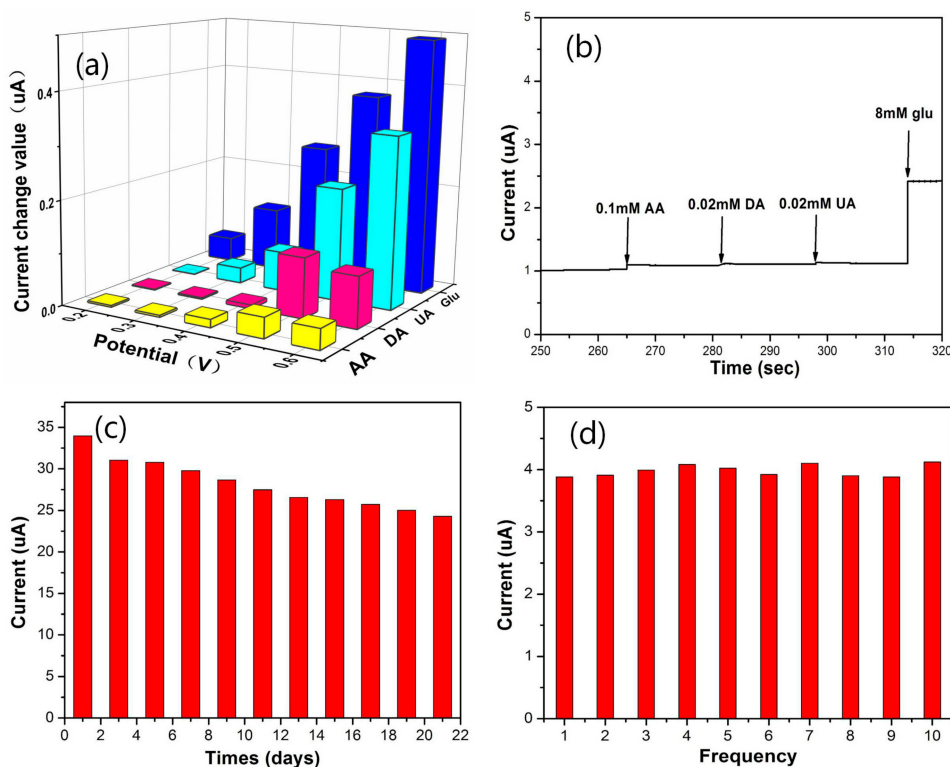 (a)
Current change value (uA)
0.4
0.2
0.0
0.2
0.3
0.4
0.5
0.6
Potential (V)
AA
DA
UA
Glu
(b)
Current (uA)
5
4
3
2
1
0
0.1mM AA
0.02mM DA
0.02mM UA
8mM glu
250 260 270 280 290 300 310 320
Time (sec)
(c)
Current (uA)
35
30
25
20
15
10
5
0
0 2 4 6 8 10 12 14 16 18 20 22
Times (days)
(d)
Current (uA)
5
4
3
2
1
0
1 2 3 4 5 6 7 8 9 10
Frequency